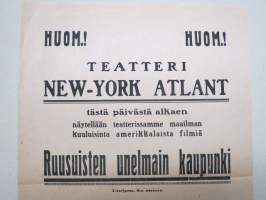 HUOM.! HUOM.!
TEATTERI
NEW-YORK ATLANT
tästä päivästä alkaen
näytellään teatterissamme maailman
kuuluisinta amerikkalaista filmiä
Ruusuisten unelmain kaupunki